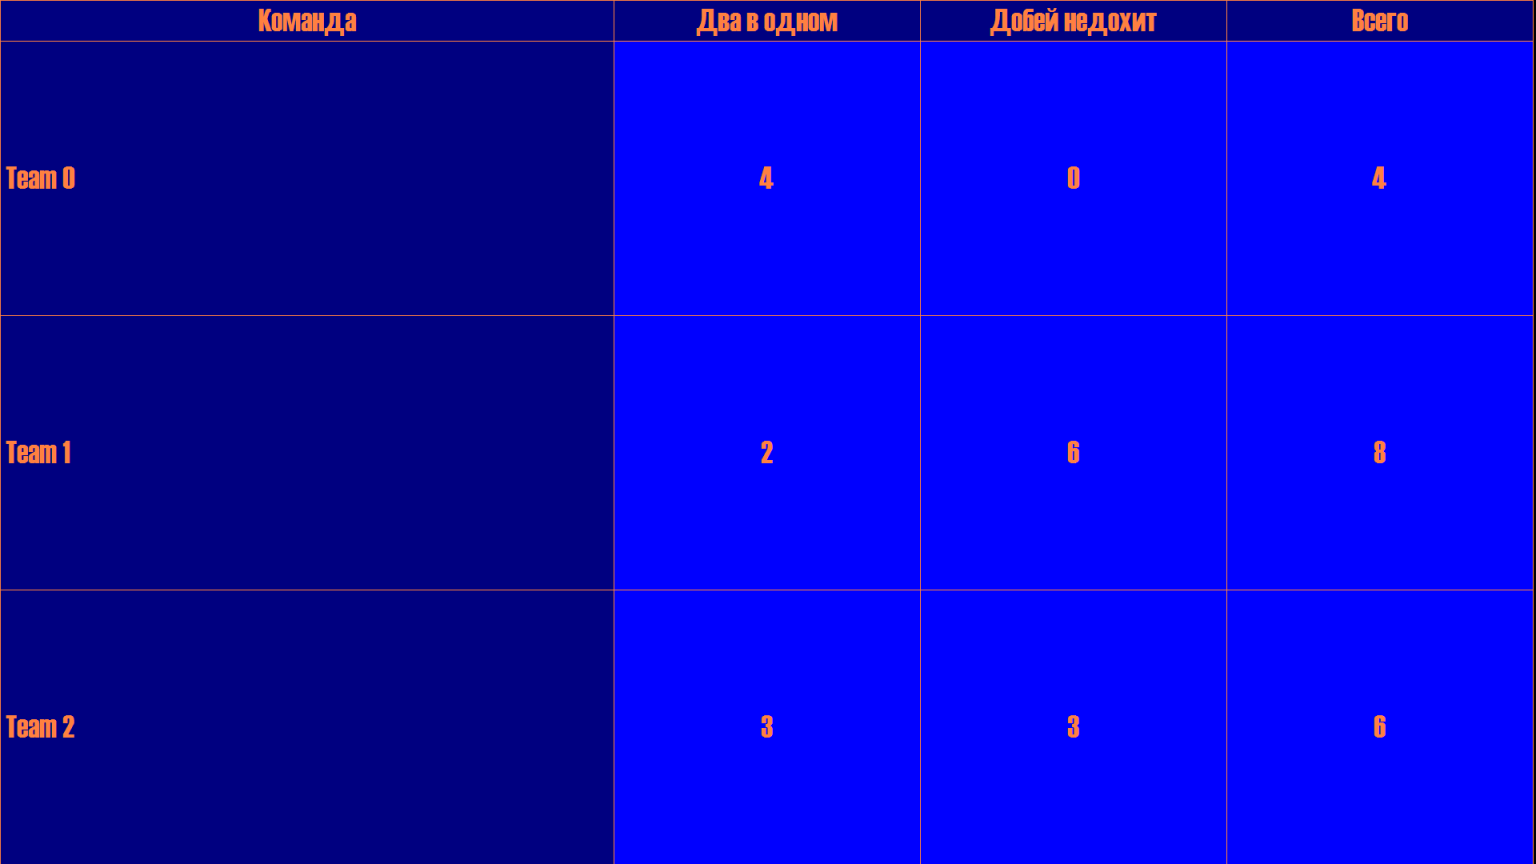 Команда Два в одном Добей недохит Всего
Team 0 4 0 4
Team 1 2 6 8
Team 2 3 3 6